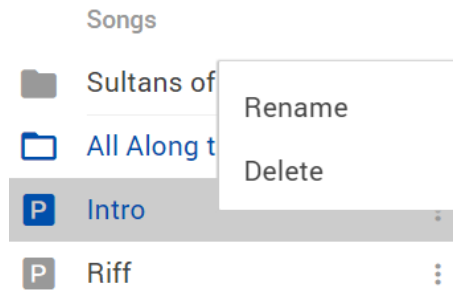 Songs
Sultans of
All Along t
Rename
Delete
P Intro
P Riff